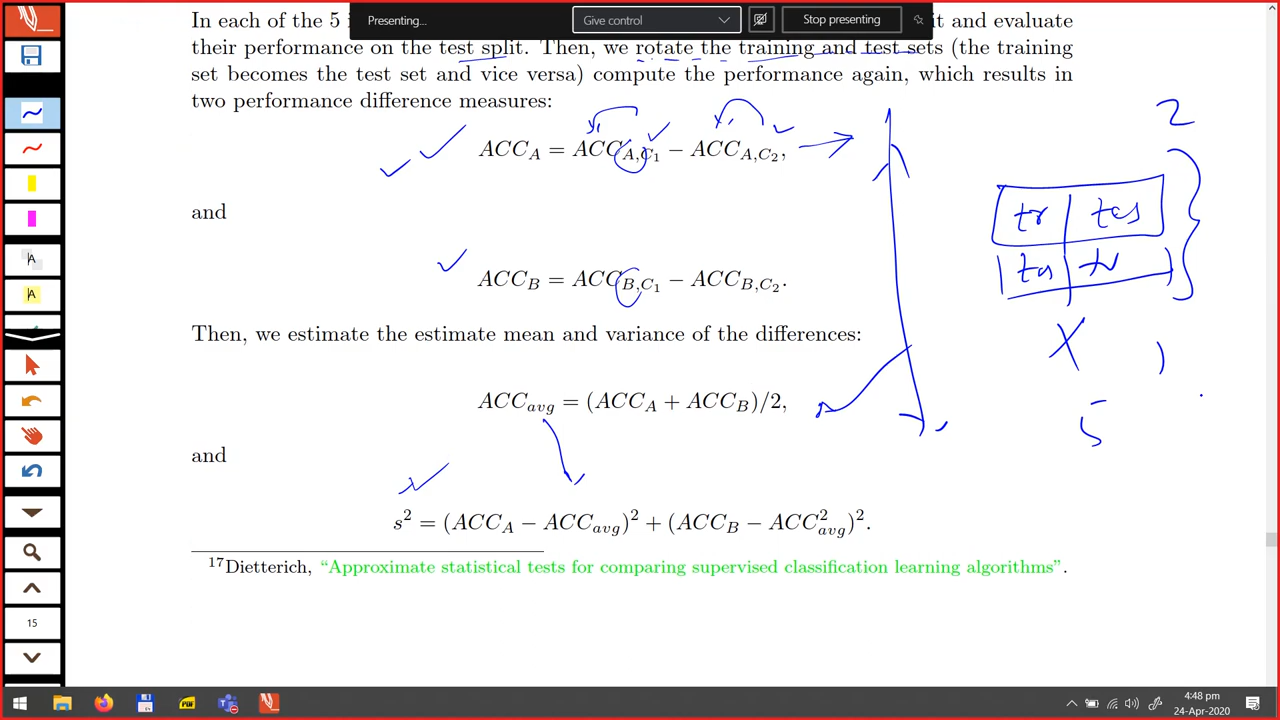 Presenting...
Give control
Stop presenting
In each of the 5 i
it and evaluate
their performance on the test split. Then, we rotate the training and test sets (the training
set becomes the test set and vice versa) compute the performance again, which results in
two performance difference measures:
2
ACC_A = ACC_{A,C_1} − ACC_{A,C_2},
tr tes
and
tes tr
ACC_B = ACC_{B,C_1} − ACC_{B,C_2}.
Then, we estimate the estimate mean and variance of the differences:
X
ACC_{avg} = (ACC_A + ACC_B)/2,
5
and
s² = (ACC_A − ACC_{avg})² + (ACC_B − ACC²_{avg})².
¹⁷Dietterich, “Approximate statistical tests for comparing supervised classification learning algorithms”.
A
A
15
PDF
4:48 pm
24-Apr-2020